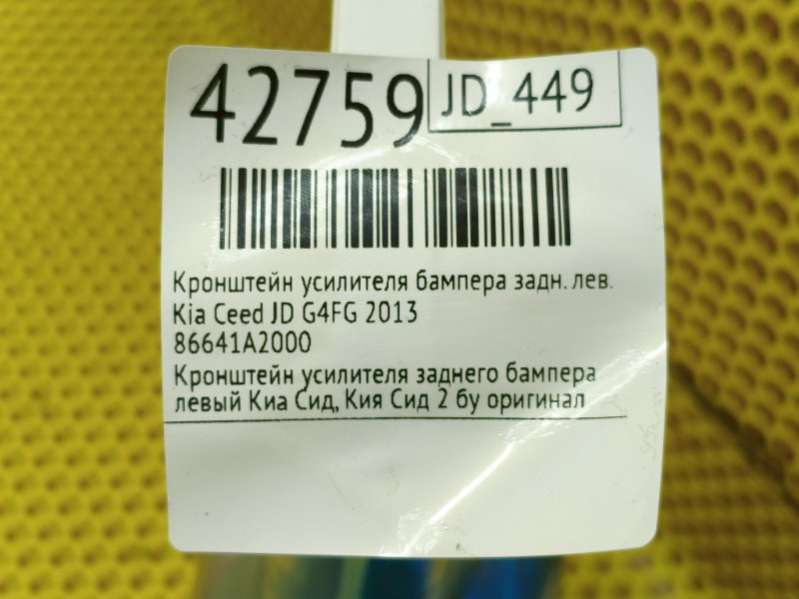 42759 JD_449
Кронштейн усилителя бампера задн. лев.
Kia Ceed JD G4FG 2013
86641A2000
Кронштейн усилителя заднего бампера
левый Киа Сид, Кия Сид 2 бу оригинал